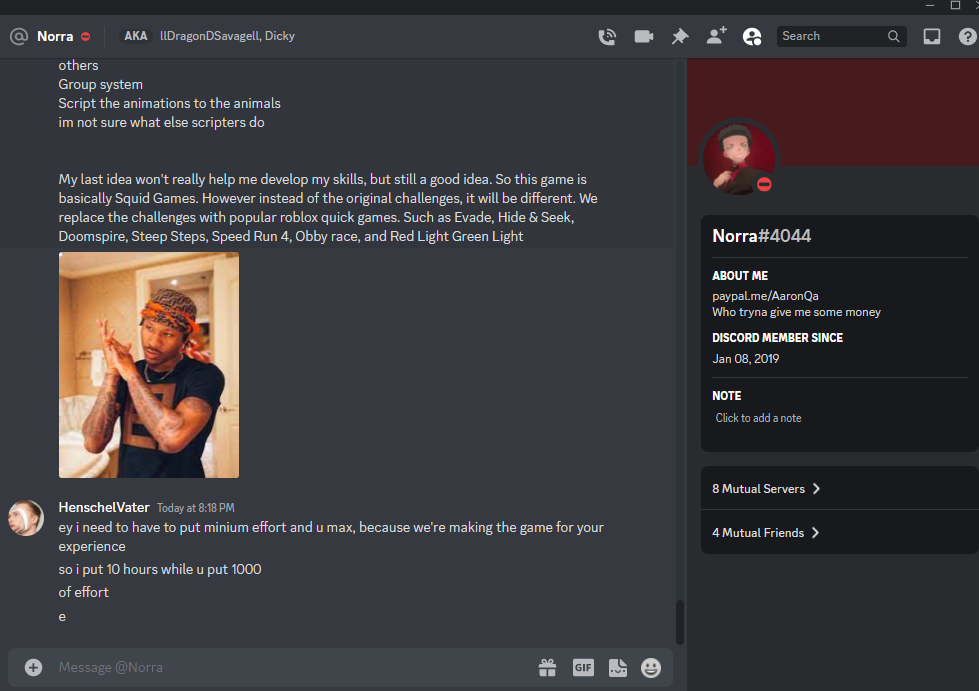 Norra
AKA
llDragonDSavagell, Dicky
Search
others
Group system
Script the animations to the animals
im not sure what else scripters do
My last idea won't really help me develop my skills, but still a good idea. So this game is
basically Squid Games. However instead of the original challenges, it will be different. We
replace the challenges with popular roblox quick games. Such as Evade, Hide & Seek,
Doomspire, Steep Steps, Speed Run 4, Obby race, and Red Light Green Light
HenschelVater Today at 8:18 PM
ey i need to have to put minium effort and u max, because we're making the game for your
experience
so i put 10 hours while u put 1000
of effort
e
Message @Norra
GIF
Norra#4044
ABOUT ME
paypal.me/AaronQa
Who tryna give me some money
DISCORD MEMBER SINCE
Jan 08, 2019
NOTE
Click to add a note
8 Mutual Servers
4 Mutual Friends